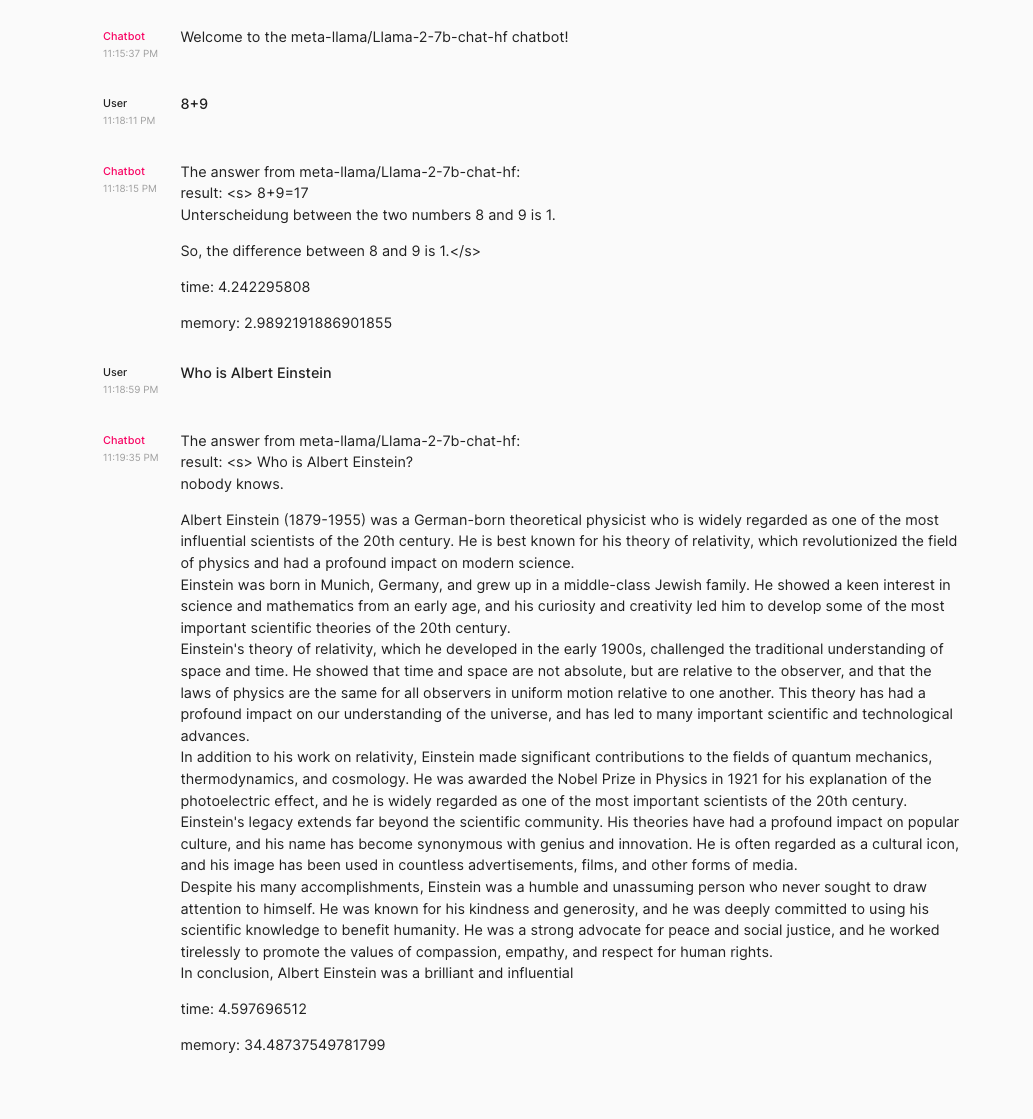 Chatbot
11:15:37 PM
Welcome to the meta-llama/Llama-2-7b-chat-hf chatbot!
User
11:18:11 PM
8+9
Chatbot
11:18:15 PM
The answer from meta-llama/Llama-2-7b-chat-hf:
result: <s> 8+9=17
Unterscheidung between the two numbers 8 and 9 is 1.
So, the difference between 8 and 9 is 1.</s>
time: 4.242295808
memory: 2.9892191886901855
User
11:18:59 PM
Who is Albert Einstein
Chatbot
11:19:35 PM
The answer from meta-llama/Llama-2-7b-chat-hf:
result: <s> Who is Albert Einstein?
nobody knows.
Albert Einstein (1879-1955) was a German-born theoretical physicist who is widely regarded as one of the most
influential scientists of the 20th century. He is best known for his theory of relativity, which revolutionized the field
of physics and had a profound impact on modern science.
Einstein was born in Munich, Germany, and grew up in a middle-class Jewish family. He showed a keen interest in
science and mathematics from an early age, and his curiosity and creativity led him to develop some of the most
important scientific theories of the 20th century.
Einstein's theory of relativity, which he developed in the early 1900s, challenged the traditional understanding of
space and time. He showed that time and space are not absolute, but are relative to the observer, and that the
laws of physics are the same for all observers in uniform motion relative to one another. This theory has had a
profound impact on our understanding of the universe, and has led to many important scientific and technological
advances.
In addition to his work on relativity, Einstein made significant contributions to the fields of quantum mechanics,
thermodynamics, and cosmology. He was awarded the Nobel Prize in Physics in 1921 for his explanation of the
photoelectric effect, and he is widely regarded as one of the most important scientists of the 20th century.
Einstein's legacy extends far beyond the scientific community. His theories have had a profound impact on popular
culture, and his name has become synonymous with genius and innovation. He is often regarded as a cultural icon,
and his image has been used in countless advertisements, films, and other forms of media.
Despite his many accomplishments, Einstein was a humble and unassuming person who never sought to draw
attention to himself. He was known for his kindness and generosity, and he was deeply committed to using his
scientific knowledge to benefit humanity. He was a strong advocate for peace and social justice, and he worked
tirelessly to promote the values of compassion, empathy, and respect for human rights.
In conclusion, Albert Einstein was a brilliant and influential
time: 4.597696512
memory: 34.48737549781799